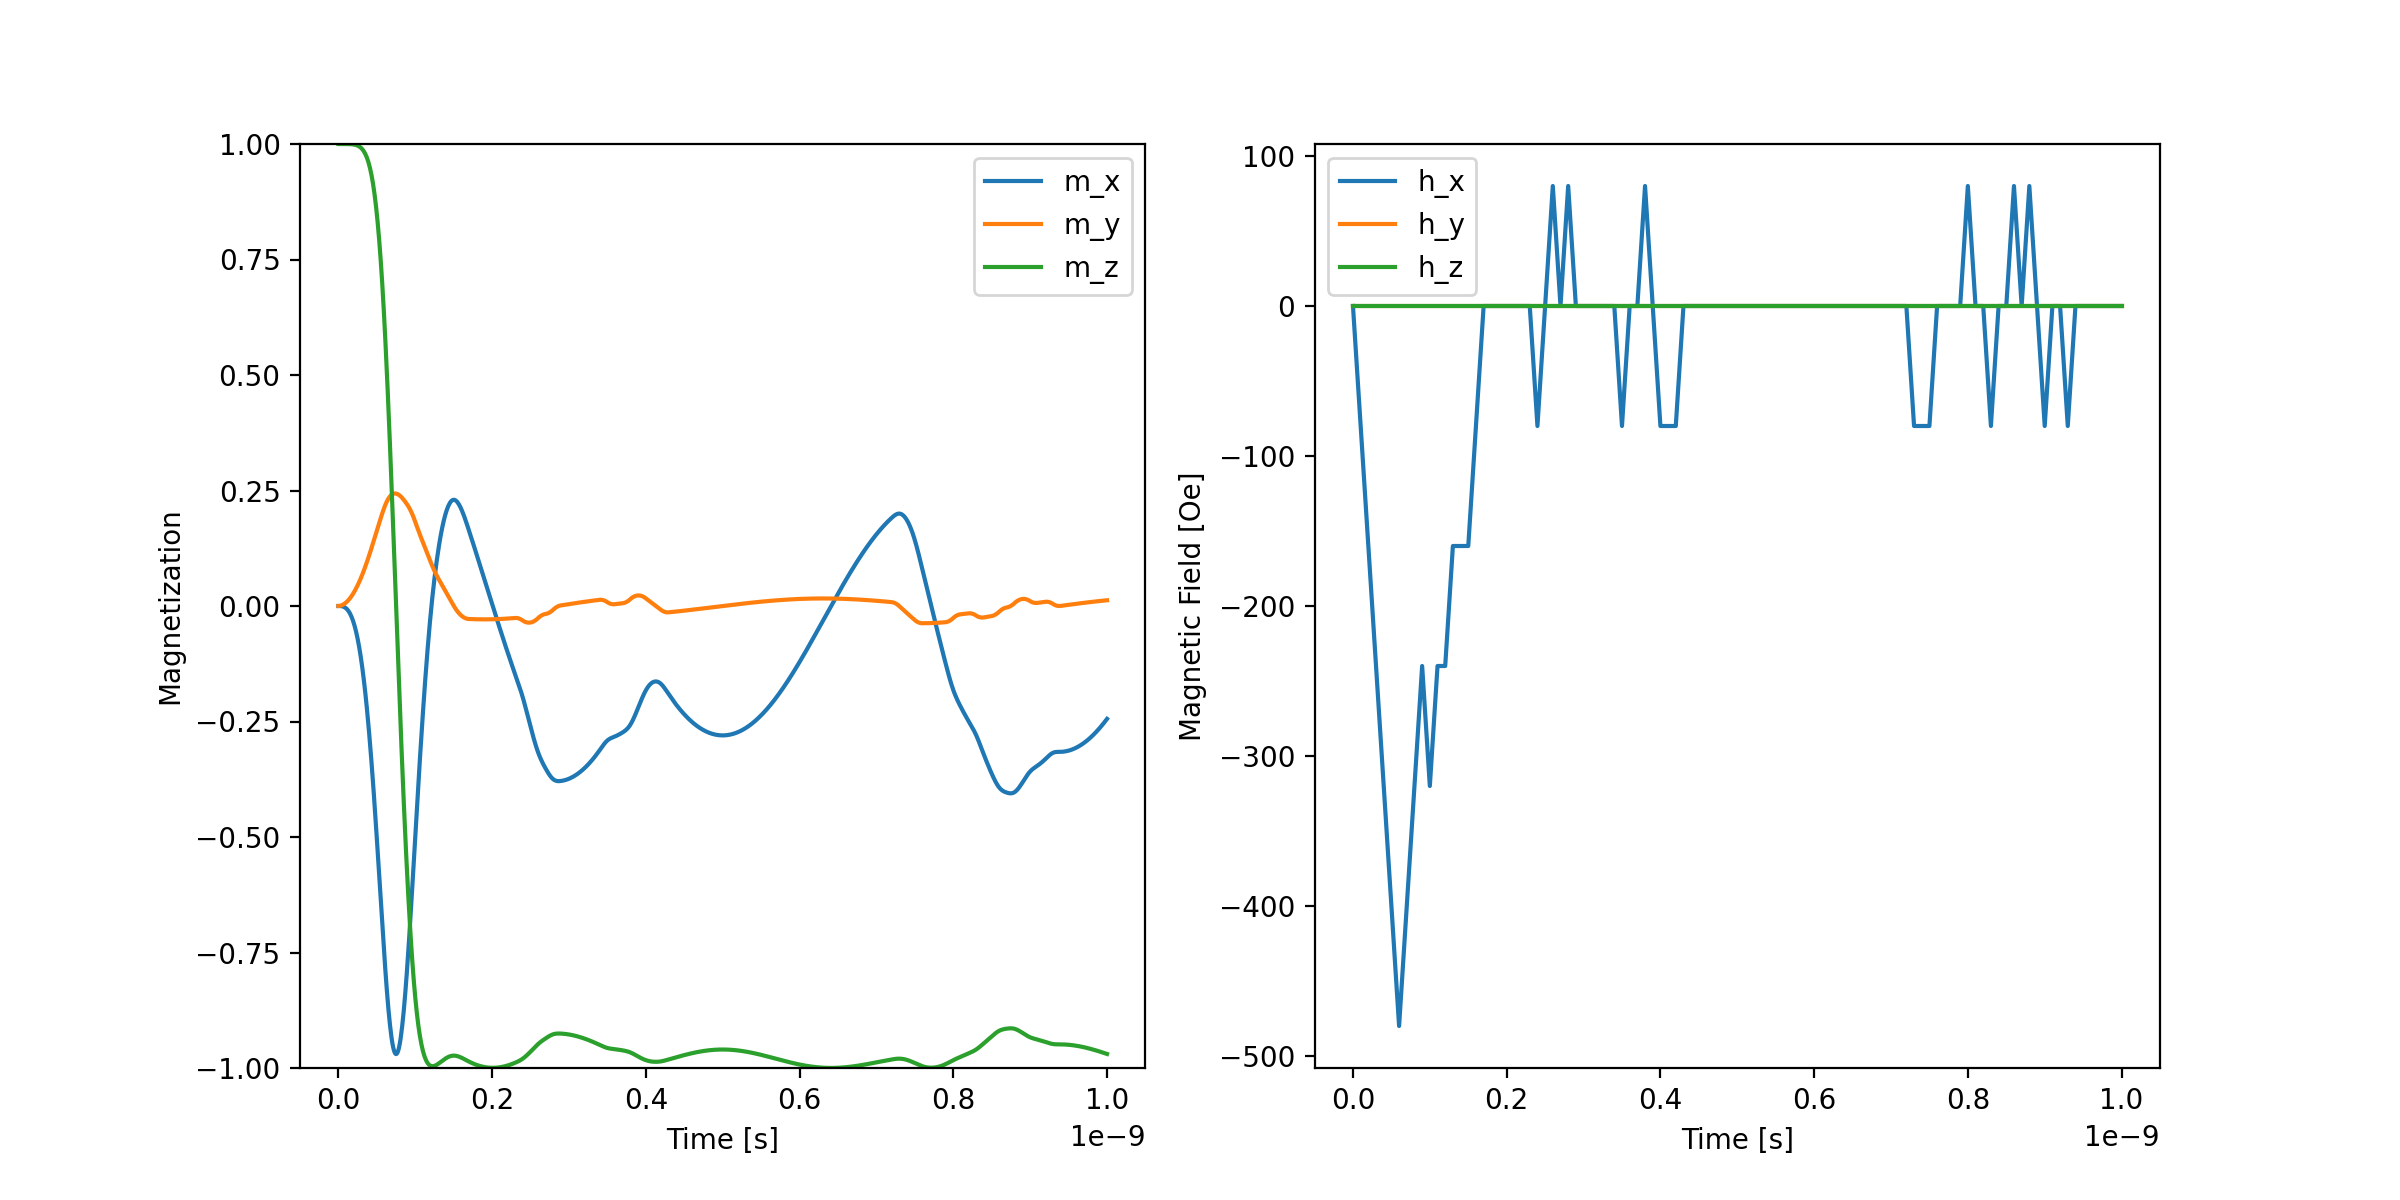 1.00
0.75
0.50
0.25
0.00
−0.25
−0.50
−0.75
−1.00
Magnetization
m_x
m_y
m_z
0.0 0.2 0.4 0.6 0.8 1.0
1e−9
Time [s]
100
0
−100
−200
−300
−400
−500
Magnetic Field [Oe]
h_x
h_y
h_z
0.0 0.2 0.4 0.6 0.8 1.0
1e−9
Time [s]